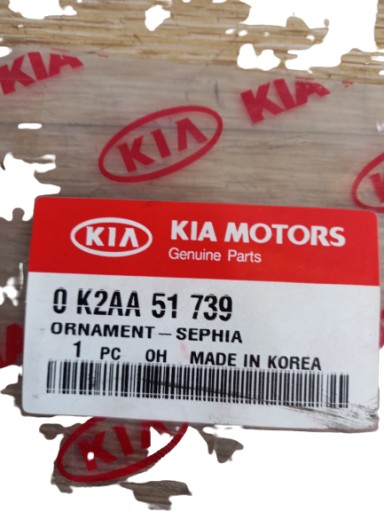 KIA
KIA
KIA
KIA
KIA MOTORS
Genuine Parts
0 K2AA 51 739
ORNAMENT-SEPHIA
1 PC OH MADE IN KOREA
KIA